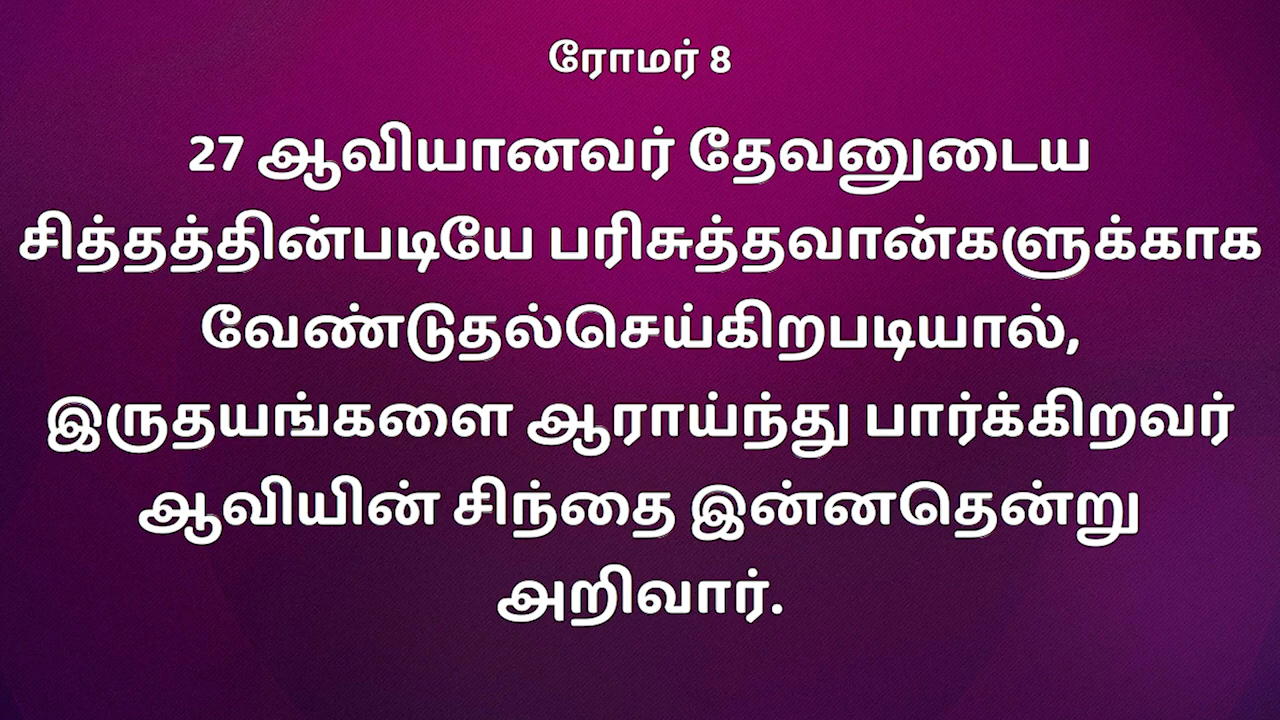 ரோமர் 8
27 ஆவியானவர் தேவனுடைய
சித்தத்தின்படியே பரிசுத்தவான்களுக்காக
வேண்டுதல்செய்கிறபடியால்,
இருதயங்களை ஆராய்ந்து பார்க்கிறவர்
ஆவியின் சிந்தை இன்னதென்று
அறிவார்.